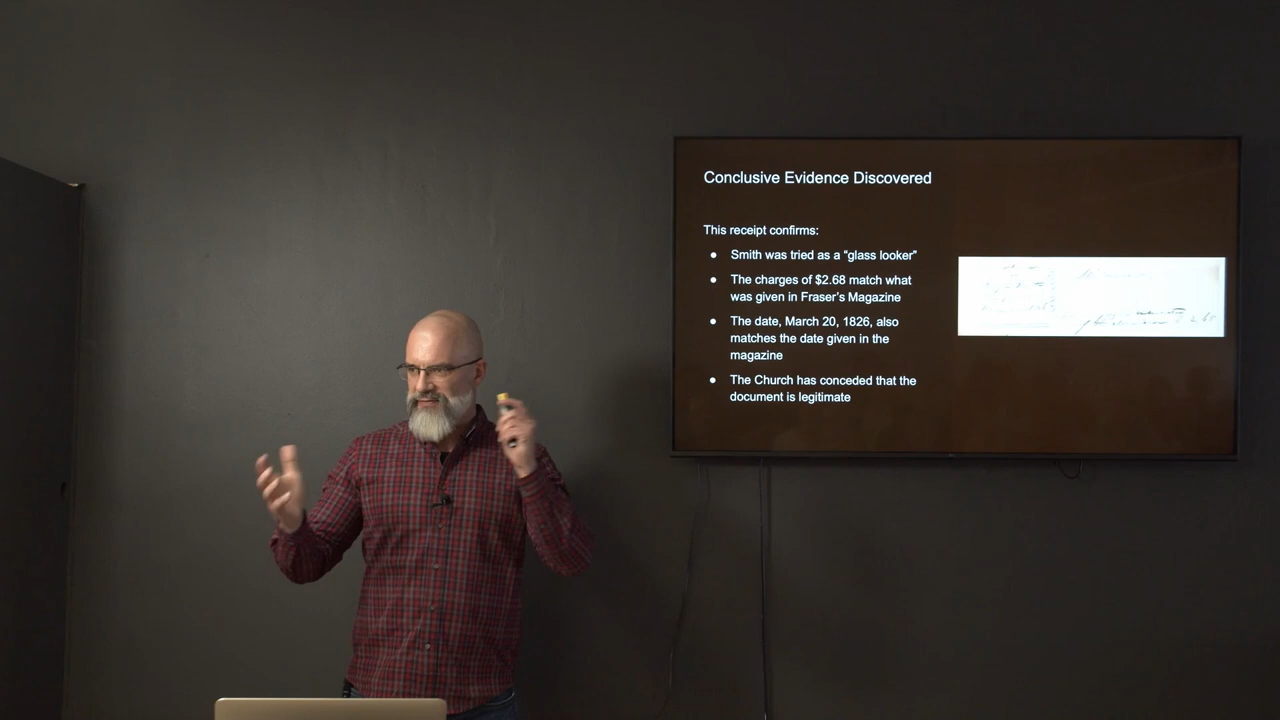 Conclusive Evidence Discovered
This receipt confirms:
● Smith was tried as a “glass looker”
● The charges of $2.68 match what
was given in Fraser’s Magazine
● The date, March 20, 1826, also
matches the date given in the
magazine
● The Church has conceded that the
document is legitimate